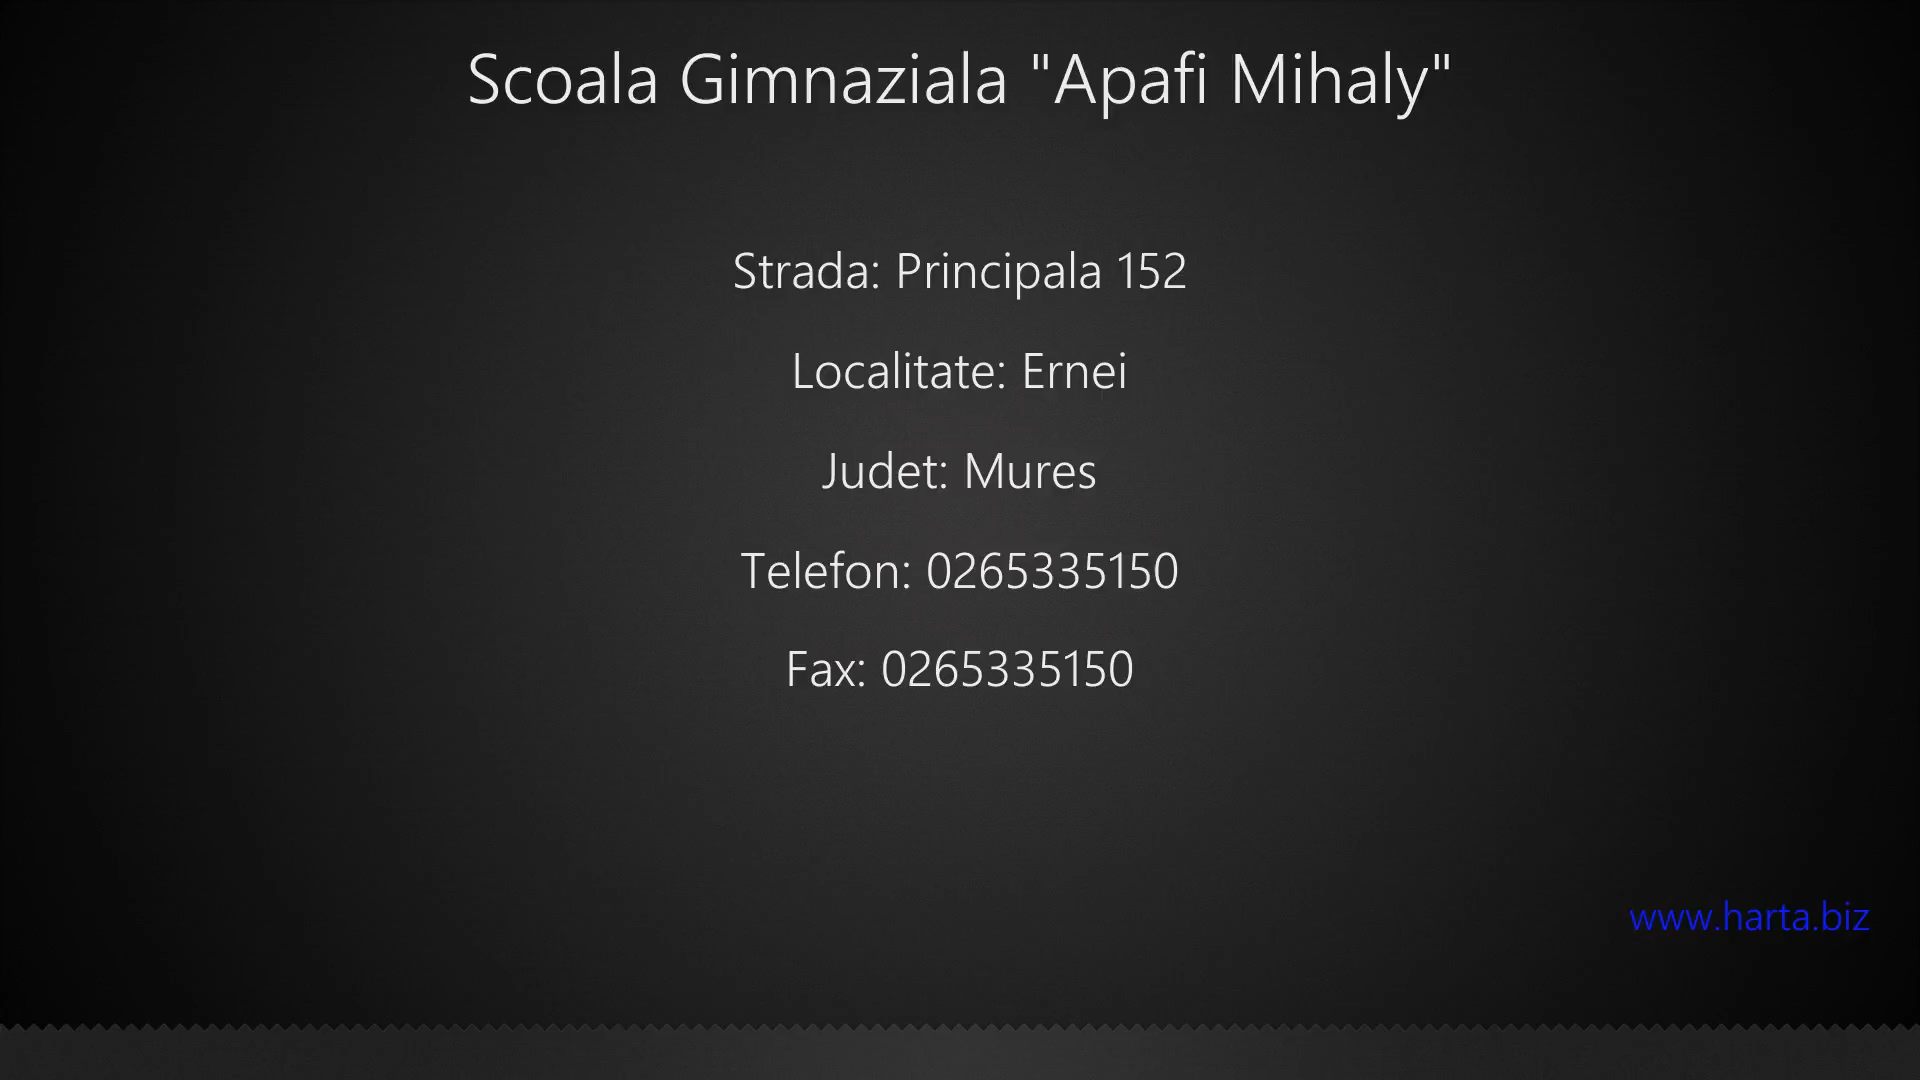 Scoala Gimnaziala "Apafi Mihaly"
Strada: Principala 152
Localitate: Ernei
Judet: Mures
Telefon: 0265335150
Fax: 0265335150
www.harta.biz